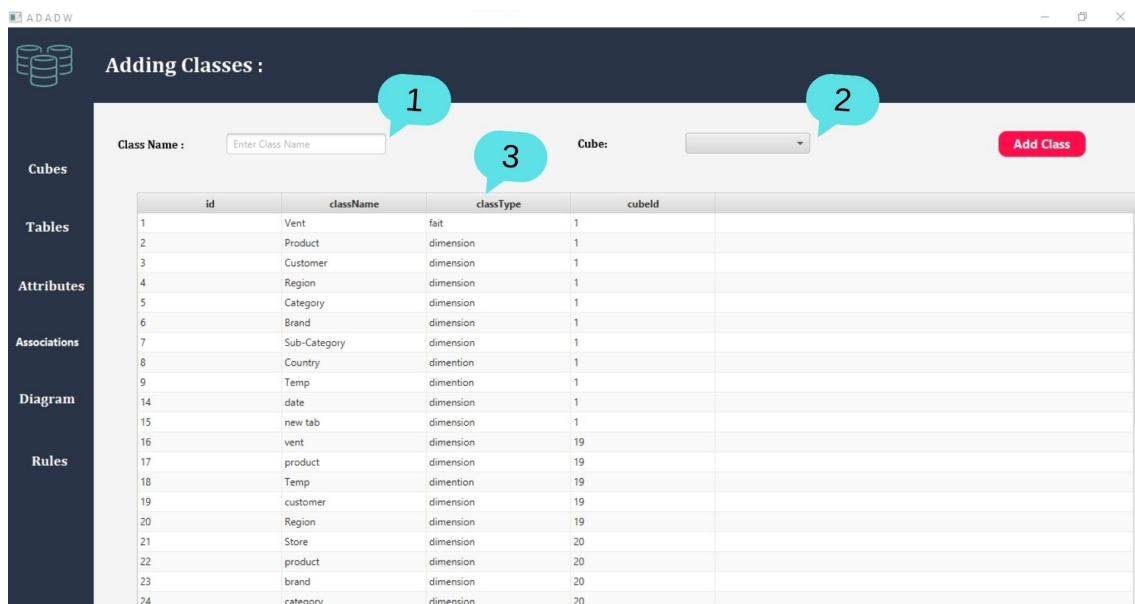 ADADW
Adding Classes :
1
2
Class Name :
Enter Class Name
Cube:
Add Class
3
Cubes
Tables
Attributes
Associations
Diagram
Rules
id className classType cubeId
1 Vent fait 1
2 Product dimension 1
3 Customer dimension 1
4 Region dimension 1
5 Category dimension 1
6 Brand dimension 1
7 Sub-Category dimension 1
8 Country dimention 1
9 Temp dimention 1
14 date dimension 1
15 new tab dimension 1
16 vent dimension 19
17 product dimension 19
18 Temp dimention 19
19 customer dimension 19
20 Region dimension 19
21 Store dimension 20
22 product dimension 20
23 brand dimension 20
24 category dimension 20